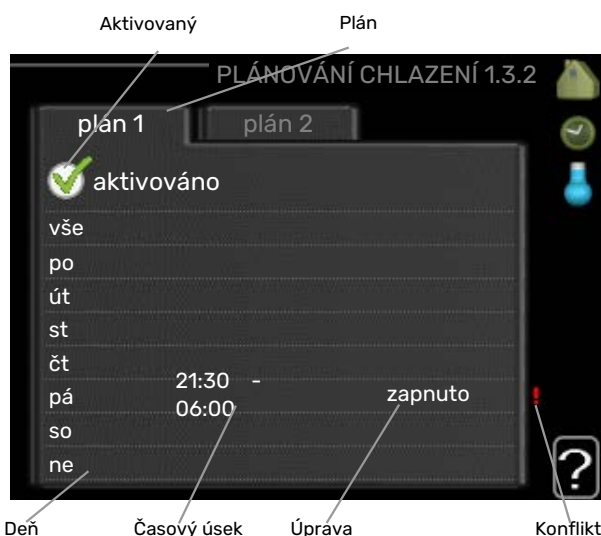 Aktivovaný Plán
PLÁNOVÁNÍ CHLAZENÍ 1.3.2
plán 1 plán 2
aktivováno
vše
po
út
st
čt
21:30 -
pá zapnuto !
06:00
so
ne
?
Deň Časový úsek Úprava Konflikt